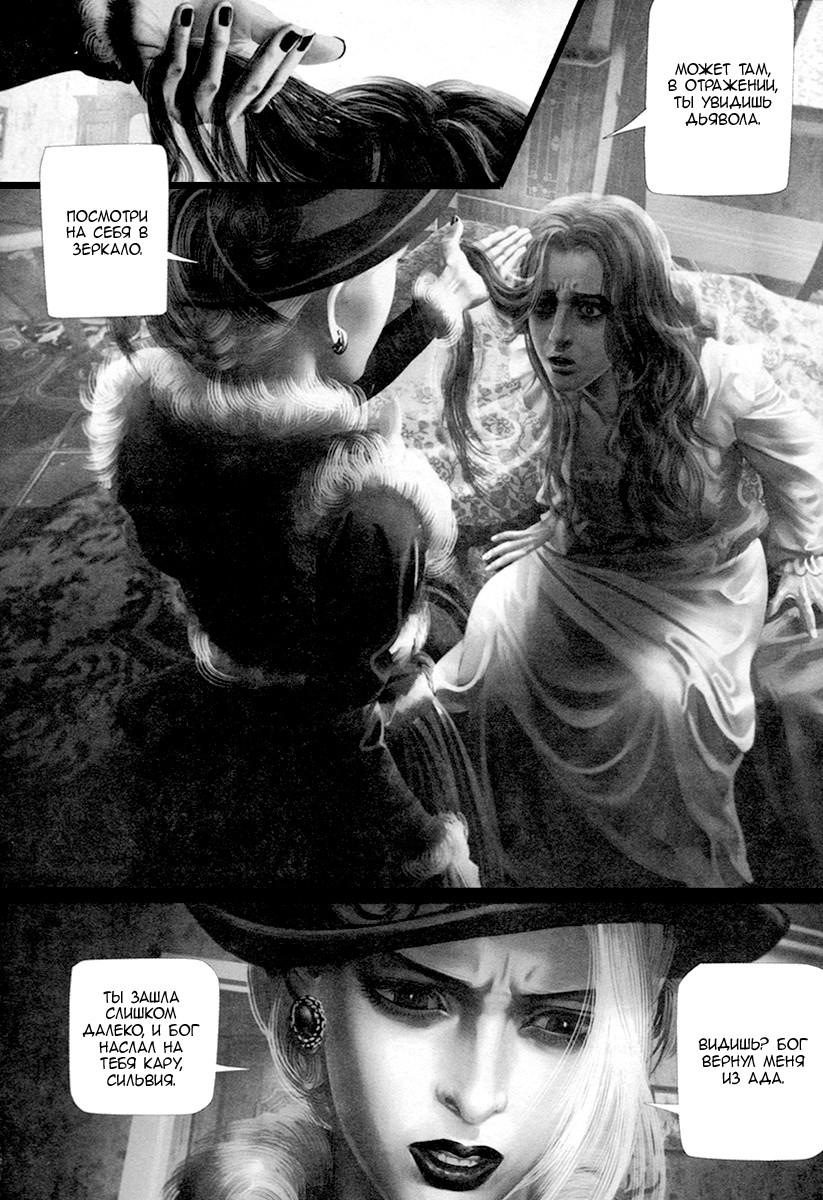 МОЖЕТ ТАМ,
В ОТРАЖЕНИИ,
ТЫ УВИДИШЬ
ДЬЯВОЛА.
ПОСМОТРИ
НА СЕБЯ В
ЗЕРКАЛО.
ВИДИШЬ? БОГ
ВЕРНУЛ МЕНЯ
ИЗ АДА.
ТЫ ЗАШЛА
СЛИШКОМ
ДАЛЕКО, И БОГ
НАСЛАЛ НА
ТЕБЯ КАРУ,
СИЛЬВИЯ.